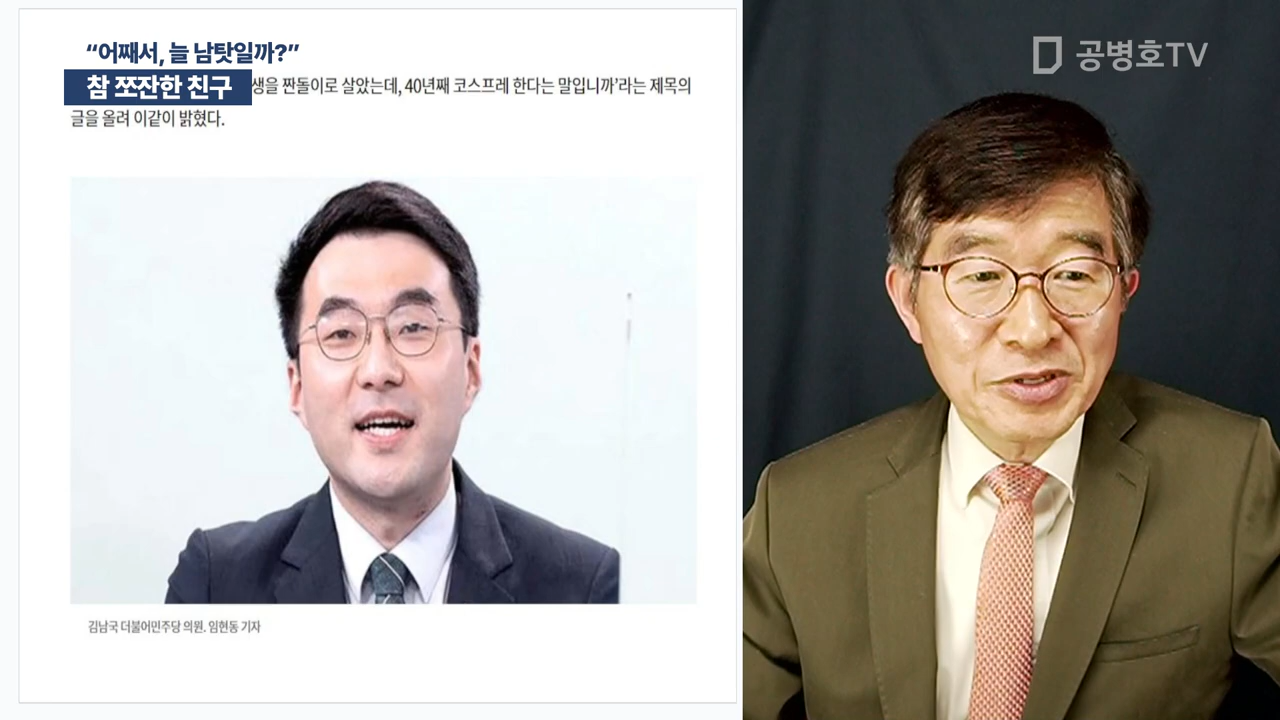 “어째서, 늘 남탓일까?”
참 쪼잔한 친구
생을 짠돌이로 살았는데, 40년째 코스프레 한다는 말입니까’라는 제목의
글을 올려 이같이 밝혔다.
김남국 더불어민주당 의원. 임현동 기자
공병호TV